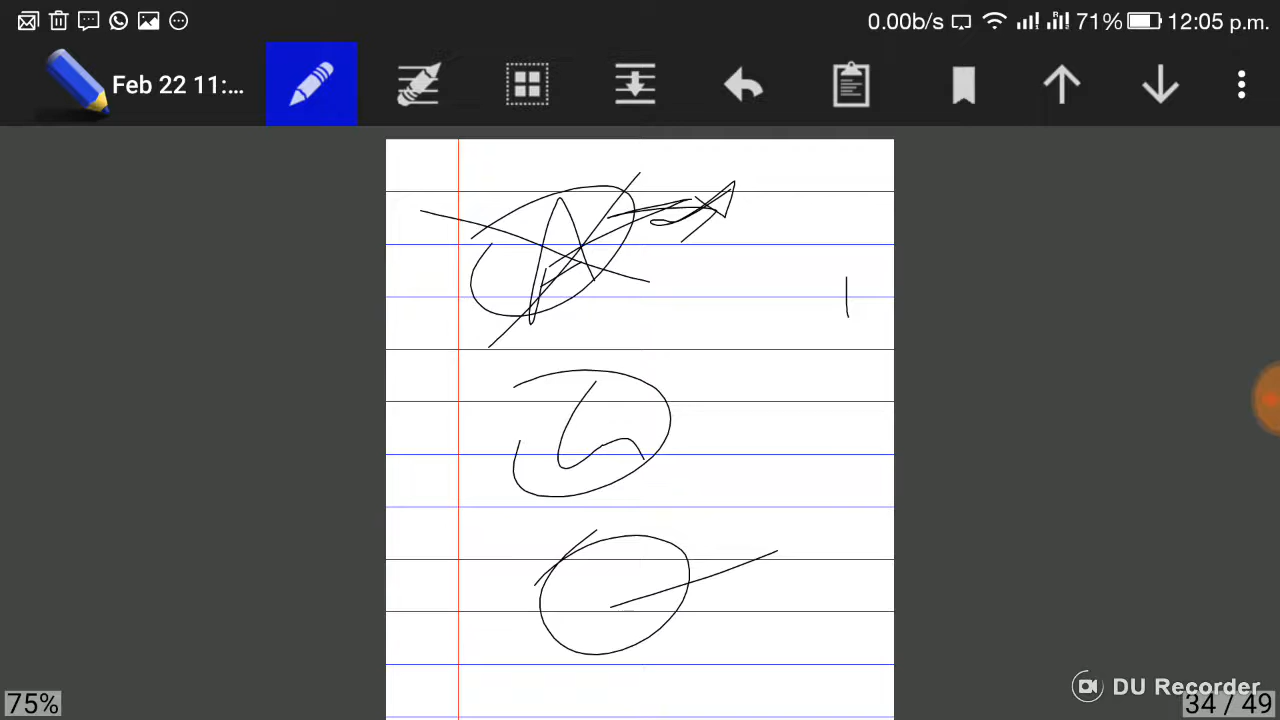 0.00b/s 71% 12:05 p.m.
Feb 22 11:...
A
75%
DU Recorder
34 / 49